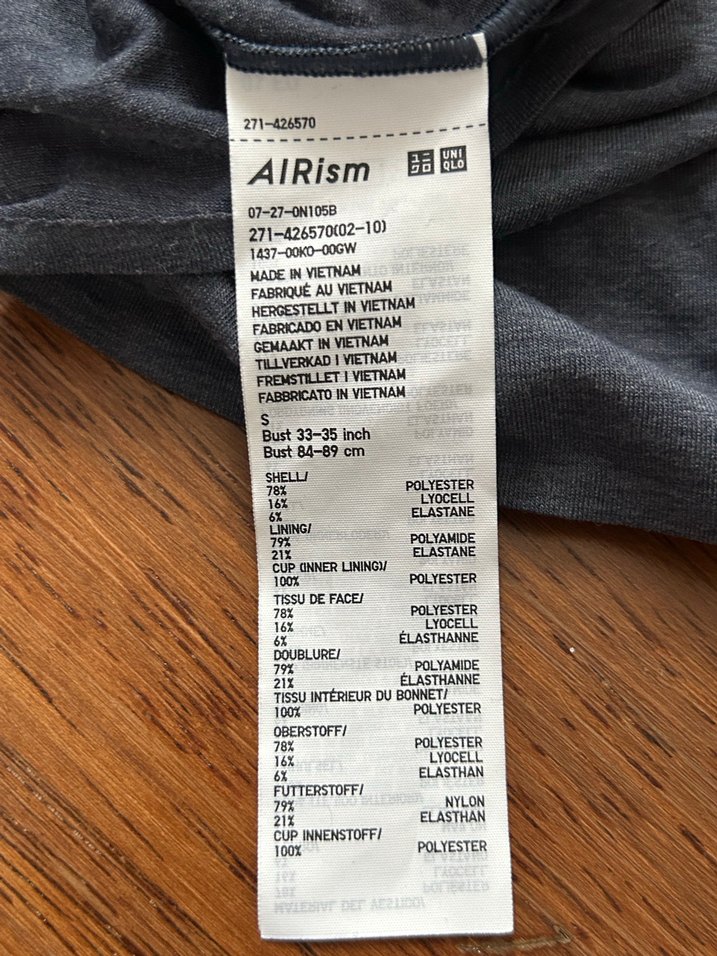 271-426570
AIRism ユニクロ UNIQLO
07-27-0N105B
271-426570(02-10)
1437-00K0-00GW
MADE IN VIETNAM
FABRIQUÉ AU VIETNAM
HERGESTELLT IN VIETNAM
FABRICADO EN VIETNAM
GEMAAKT IN VIETNAM
TILLVERKAD I VIETNAM
FREMSTILLET I VIETNAM
FABBRICATO IN VIETNAM
S
Bust 33-35 inch
Bust 84-89 cm
SHELL/
78% POLYESTER
16% LYOCELL
6% ELASTANE
LINING/
79% POLYAMIDE
21% ELASTANE
CUP (INNER LINING)/
100% POLYESTER
TISSU DE FACE/
78% POLYESTER
16% LYOCELL
6% ÉLASTHANNE
DOUBLURE/
79% POLYAMIDE
21% ÉLASTHANNE
TISSU INTÉRIEUR DU BONNET/
100% POLYESTER
OBERSTOFF/
78% POLYESTER
16% LYOCELL
6% ELASTHAN
FUTTERSTOFF/
79% NYLON
21% ELASTHAN
CUP INNENSTOFF/
100% POLYESTER